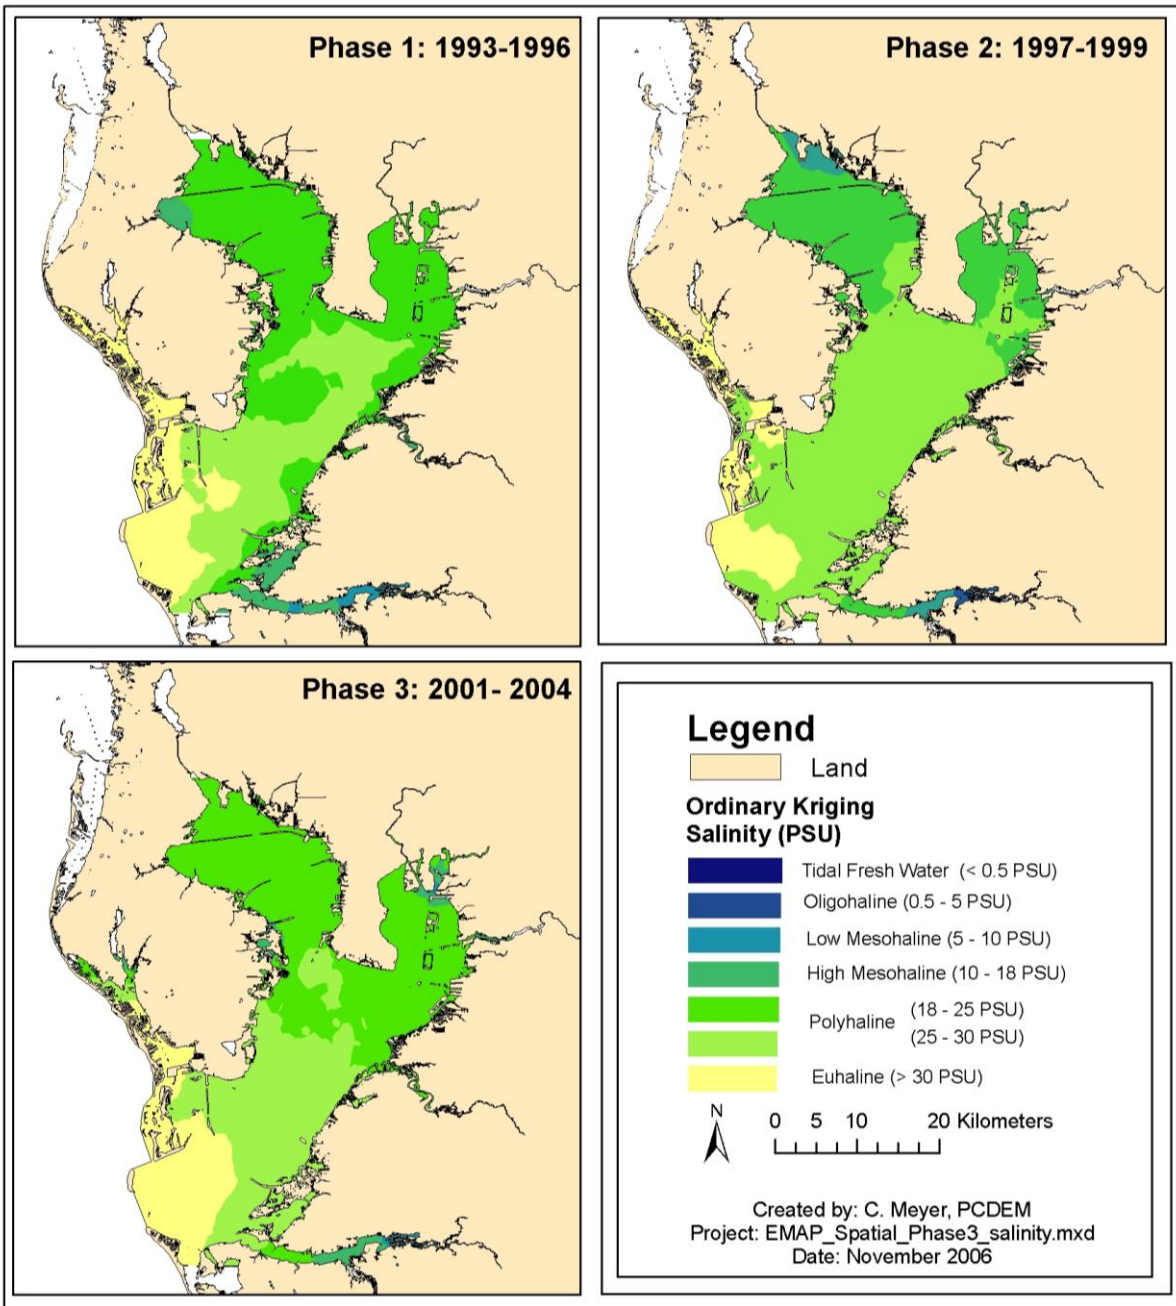 Phase 1: 1993-1996
Phase 2: 1997-1999
Phase 3: 2001- 2004
Legend
Land
Ordinary Kriging
Salinity (PSU)
Tidal Fresh Water (< 0.5 PSU)
Oligohaline (0.5 - 5 PSU)
Low Mesohaline (5 - 10 PSU)
High Mesohaline (10 - 18 PSU)
Polyhaline (18 - 25 PSU)
(25 - 30 PSU)
Euhaline (> 30 PSU)
N
0 5 10 20 Kilometers
Created by: C. Meyer, PCDEM
Project: EMAP_Spatial_Phase3_salinity.mxd
Date: November 2006